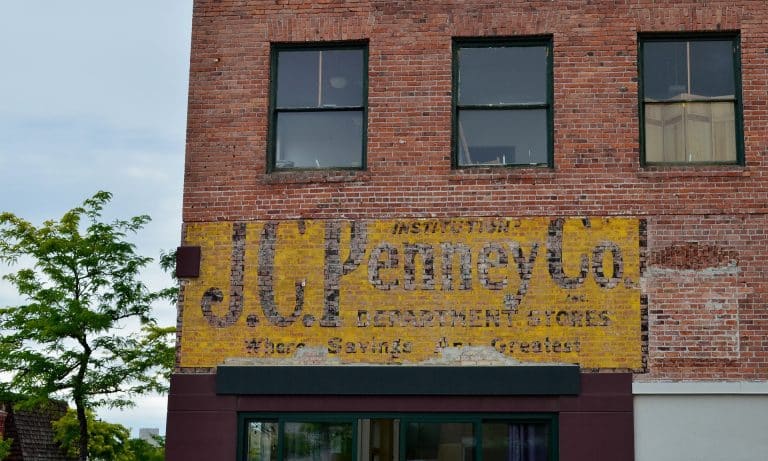 INSTITUTION
J.C. Penney Co.
INC.
DEPARTMENT STORES
Where Savings Are Greatest